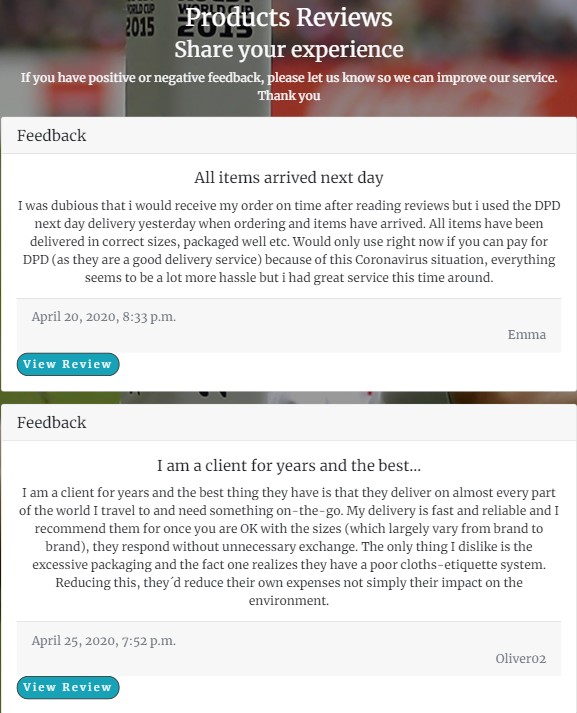 WORLD CUP
2015
RUGBY
WORLD CUP
2015
Products Reviews
Share your experience
If you have positive or negative feedback, please let us know so we can improve our service.
Thank you
Feedback
All items arrived next day
I was dubious that i would receive my order on time after reading reviews but i used the DPD
next day delivery yesterday when ordering and items have arrived. All items have been
delivered in correct sizes, packaged well etc. Would only use right now if you can pay for
DPD (as they are a good delivery service) because of this Coronavirus situation, everything
seems to be a lot more hassle but i had great service this time around.
April 20, 2020, 8:33 p.m.
Emma
View Review
Feedback
I am a client for years and the best...
I am a client for years and the best thing they have is that they deliver on almost every part
of the world I travel to and need something on-the-go. My delivery is fast and reliable and I
recommend them for once you are OK with the sizes (which largely vary from brand to
brand), they respond without unnecessary exchange. The only thing I dislike is the
excessive packaging and the fact one realizes they have a poor cloths-etiquette system.
Reducing this, they´d reduce their own expenses not simply their impact on the
environment.
April 25, 2020, 7:52 p.m.
Oliver02
View Review